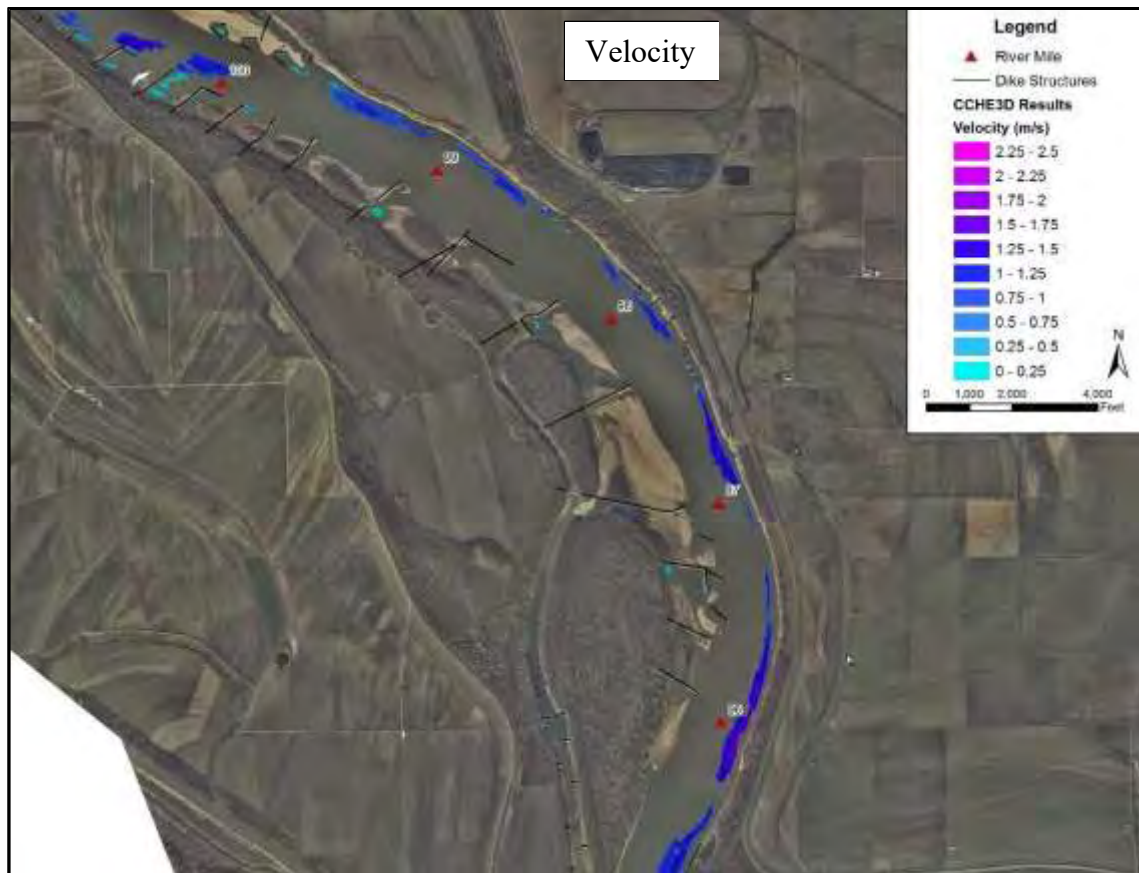 Velocity
Legend
River Mile
Dike Structures
CCHE3D Results
Velocity (m/s)
2.25 - 2.5
2 - 2.25
1.75 - 2
1.5 - 1.75
1.25 - 1.5
1 - 1.25
0.75 - 1
0.5 - 0.75
0.25 - 0.5
0 - 0.25
N
0 1,000 2,000 4,000
Feet